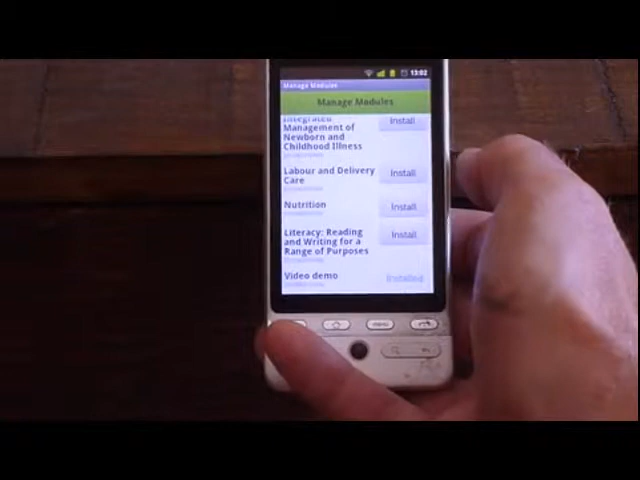 13:02
Manage Modules
Manage Modules
Integrated
Management of
Newborn and
Childhood Illness
Install
Labour and Delivery
Care
Install
Nutrition
Install
Literacy: Reading
and Writing for a
Range of Purposes
Install
Video demo
Installed
menu